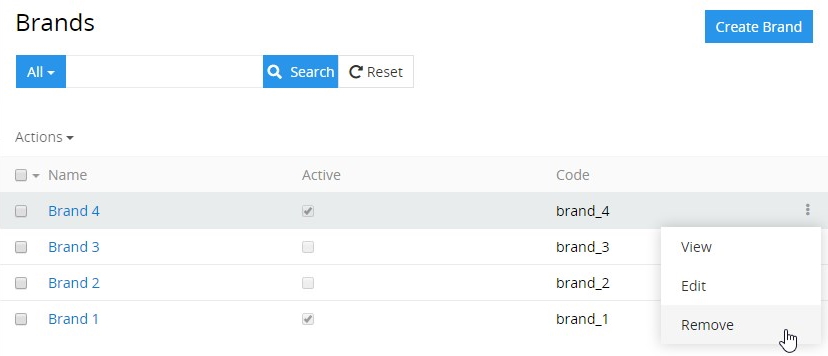 Brands
Create Brand
All Search Reset
Actions
Name Active Code
Brand 4 brand_4
Brand 3 brand_3
View
Brand 2 brand_2
Edit
Brand 1 brand_1
Remove